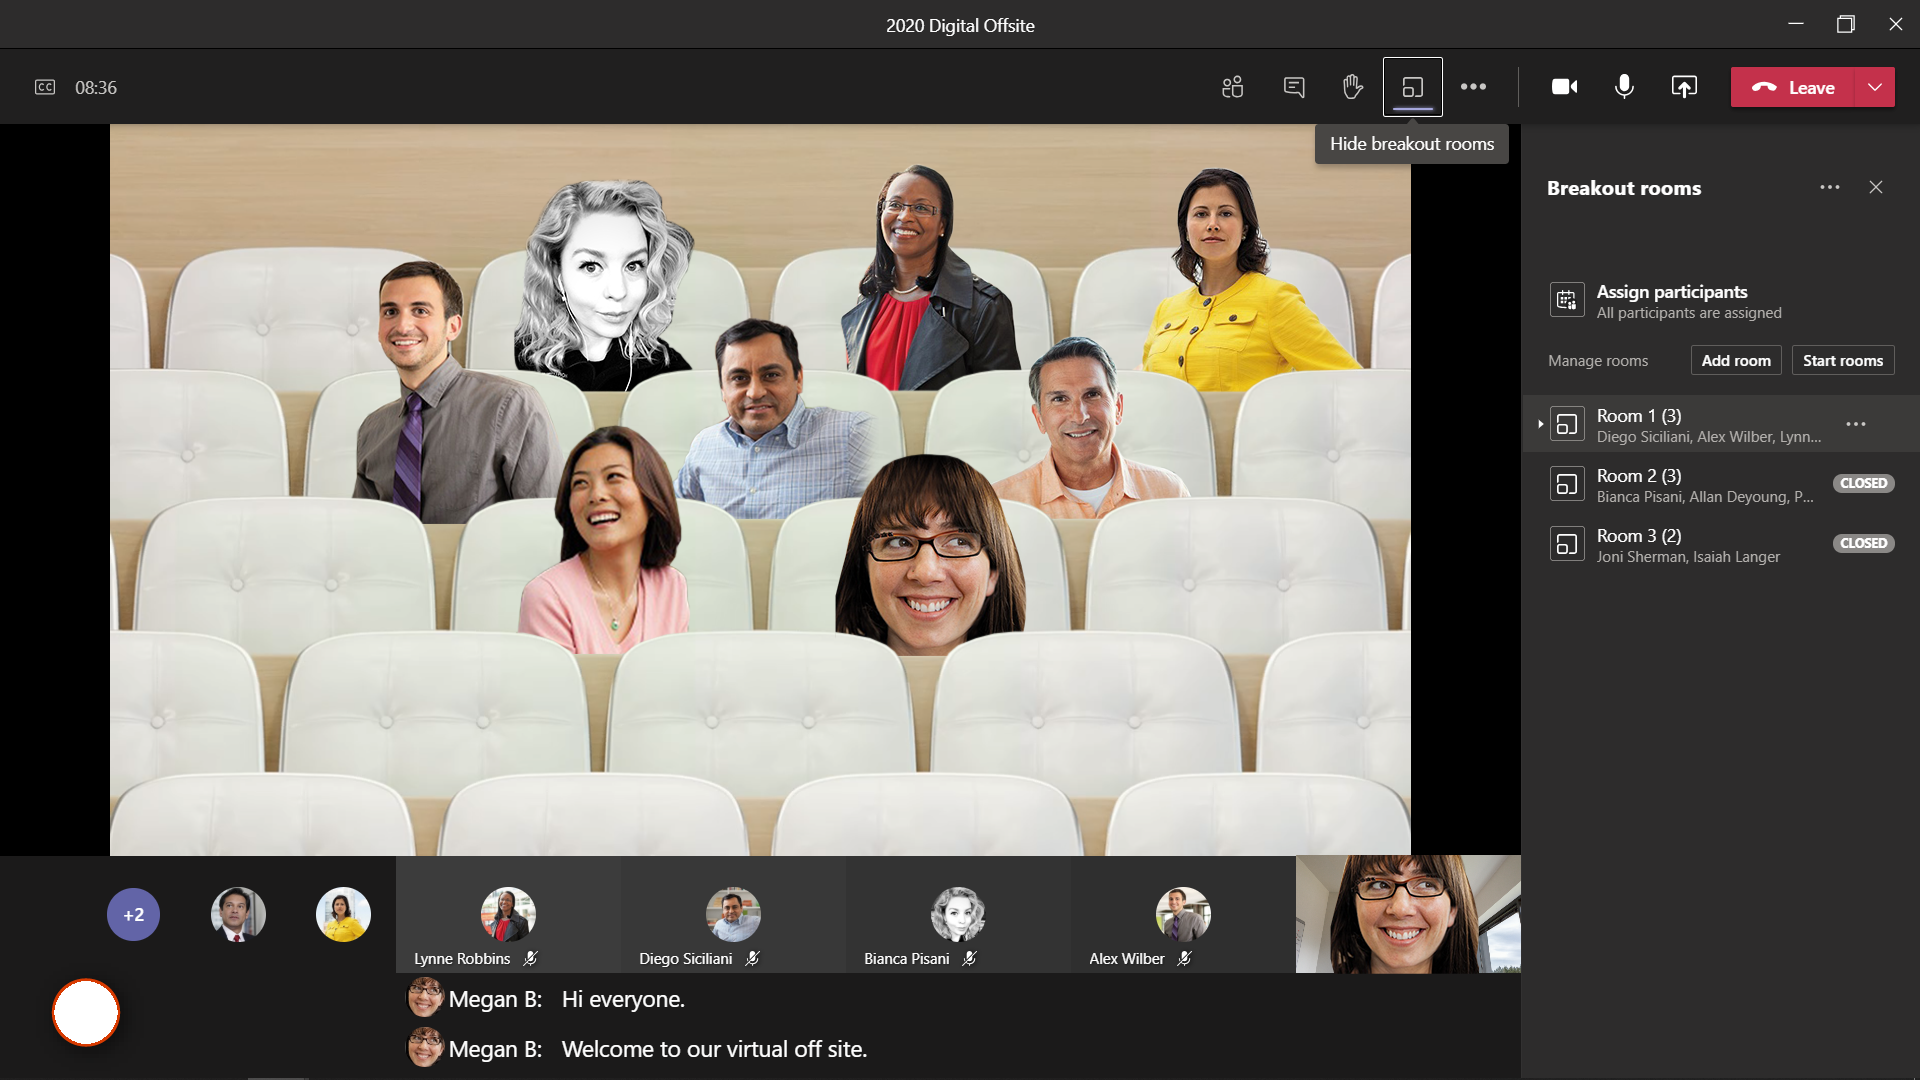 2020 Digital Offsite
CC 08:36
Leave
Hide breakout rooms
Breakout rooms
Assign participants
All participants are assigned
Manage rooms Add room Start rooms
Room 1 (3)
Diego Siciliani, Alex Wilber, Lynn...
Room 2 (3)
Bianca Pisani, Allan Deyoung, P...
CLOSED
Room 3 (2)
Joni Sherman, Isaiah Langer
CLOSED
+2
Lynne Robbins
Diego Siciliani
Bianca Pisani
Alex Wilber
Megan B: Hi everyone.
Megan B: Welcome to our virtual off site.